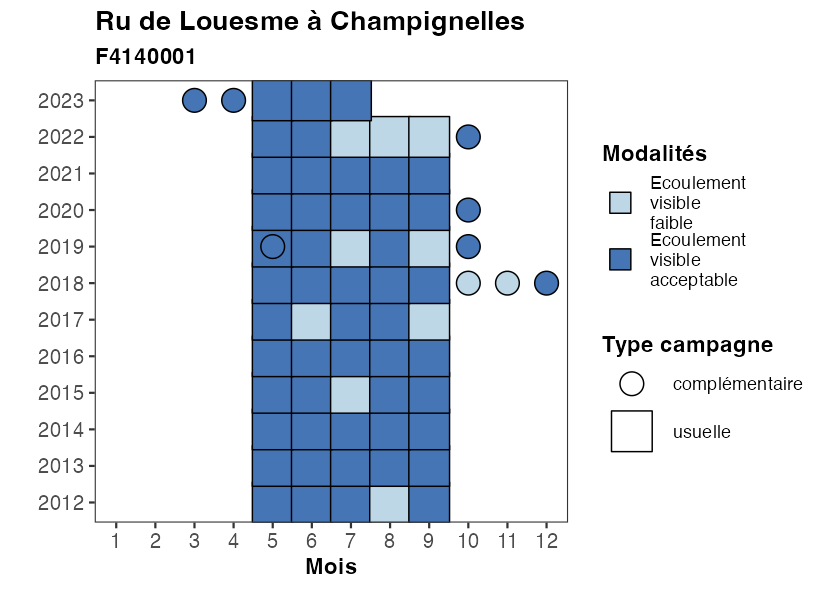 Ru de Louesme à Champignelles
F4140001
2023
2022
2021
2020
2019
2018
2017
2016
2015
2014
2013
2012
1 2 3 4 5 6 7 8 9 10 11 12
Mois
Modalités
Ecoulement
visible
faible
Ecoulement
visible
acceptable
Type campagne
complémentaire
usuelle